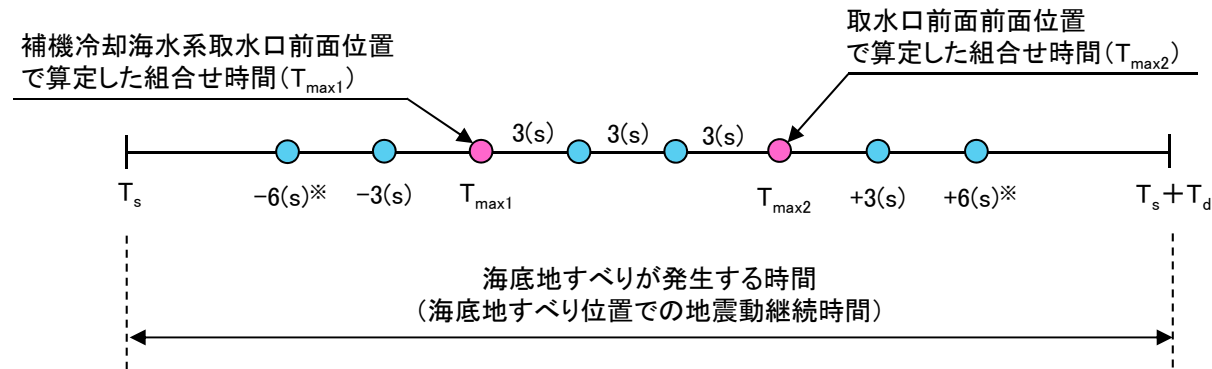 補機冷却海水系取水口前面位置
で算定した組合せ時間(Tmax1)
取水口前面前面位置
で算定した組合せ時間(Tmax2)
3(s) 3(s) 3(s)
Ts −6(s)※ −3(s) Tmax1 Tmax2 +3(s) +6(s)※ Ts+Td
海底地すべりが発生する時間
(海底地すべり位置での地震動継続時間)